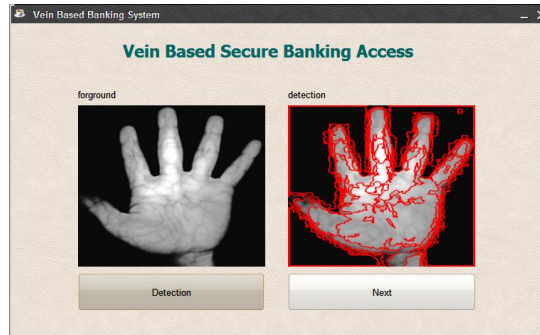 Vein Based Banking System
Vein Based Secure Banking Access
forground
detection
Detection
Next